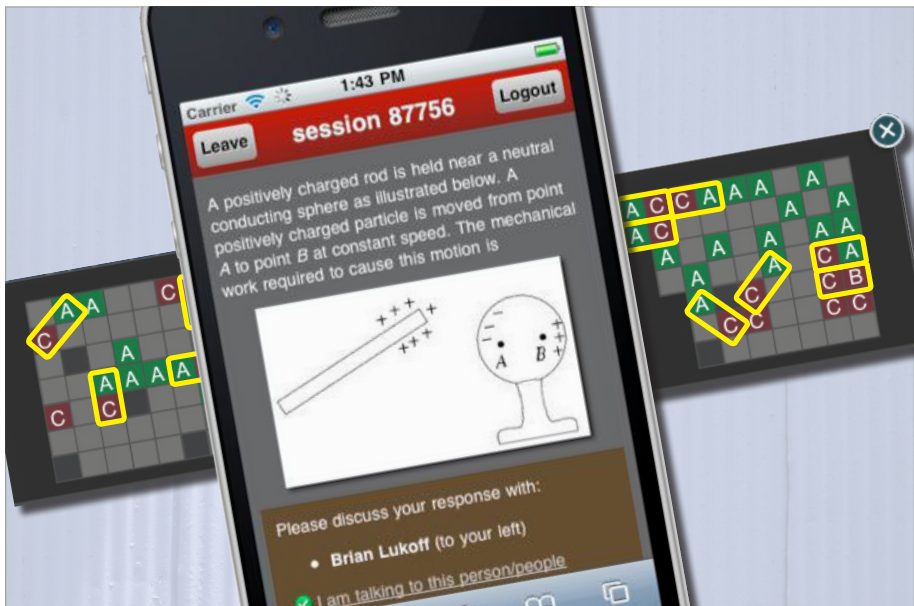 Carrier 1:43 PM
Leave session 87756 Logout
A positively charged rod is held near a neutral
conducting sphere as illustrated below. A
positively charged particle is moved from point
A to point B at constant speed. The mechanical
work required to cause this motion is
+ + + +
+ + +
A B
Please discuss your response with:
• Brian Lukoff (to your left)
I am talking to this person/people
A A C
C
A
A A A A
C C
A C C A A A A
A C A A
A A A A A
A A C A
A C C B
C C C C